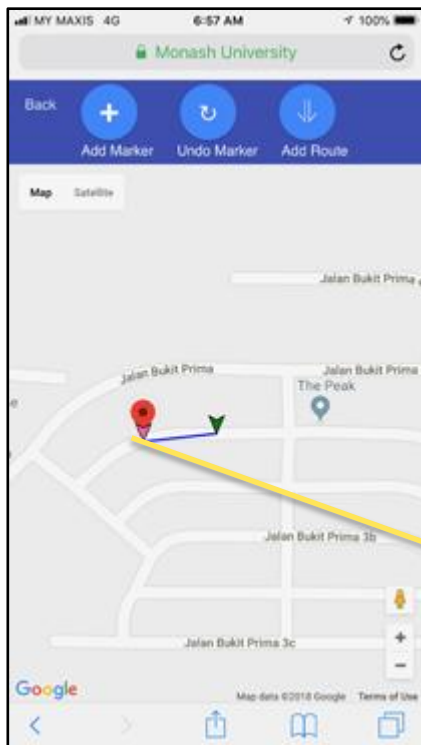 MY MAXIS 4G 6:57 AM 100%
Monash University
Back
Add Marker Undo Marker Add Route
Map Satellite
Jalan Bukit Prima
Jalan Bukit Prima Jalan Bukit Prima
The Peak
Jalan Bukit Prima 3b
Jalan Bukit Prima 3c
Google Map data ©2018 Google Terms of Use